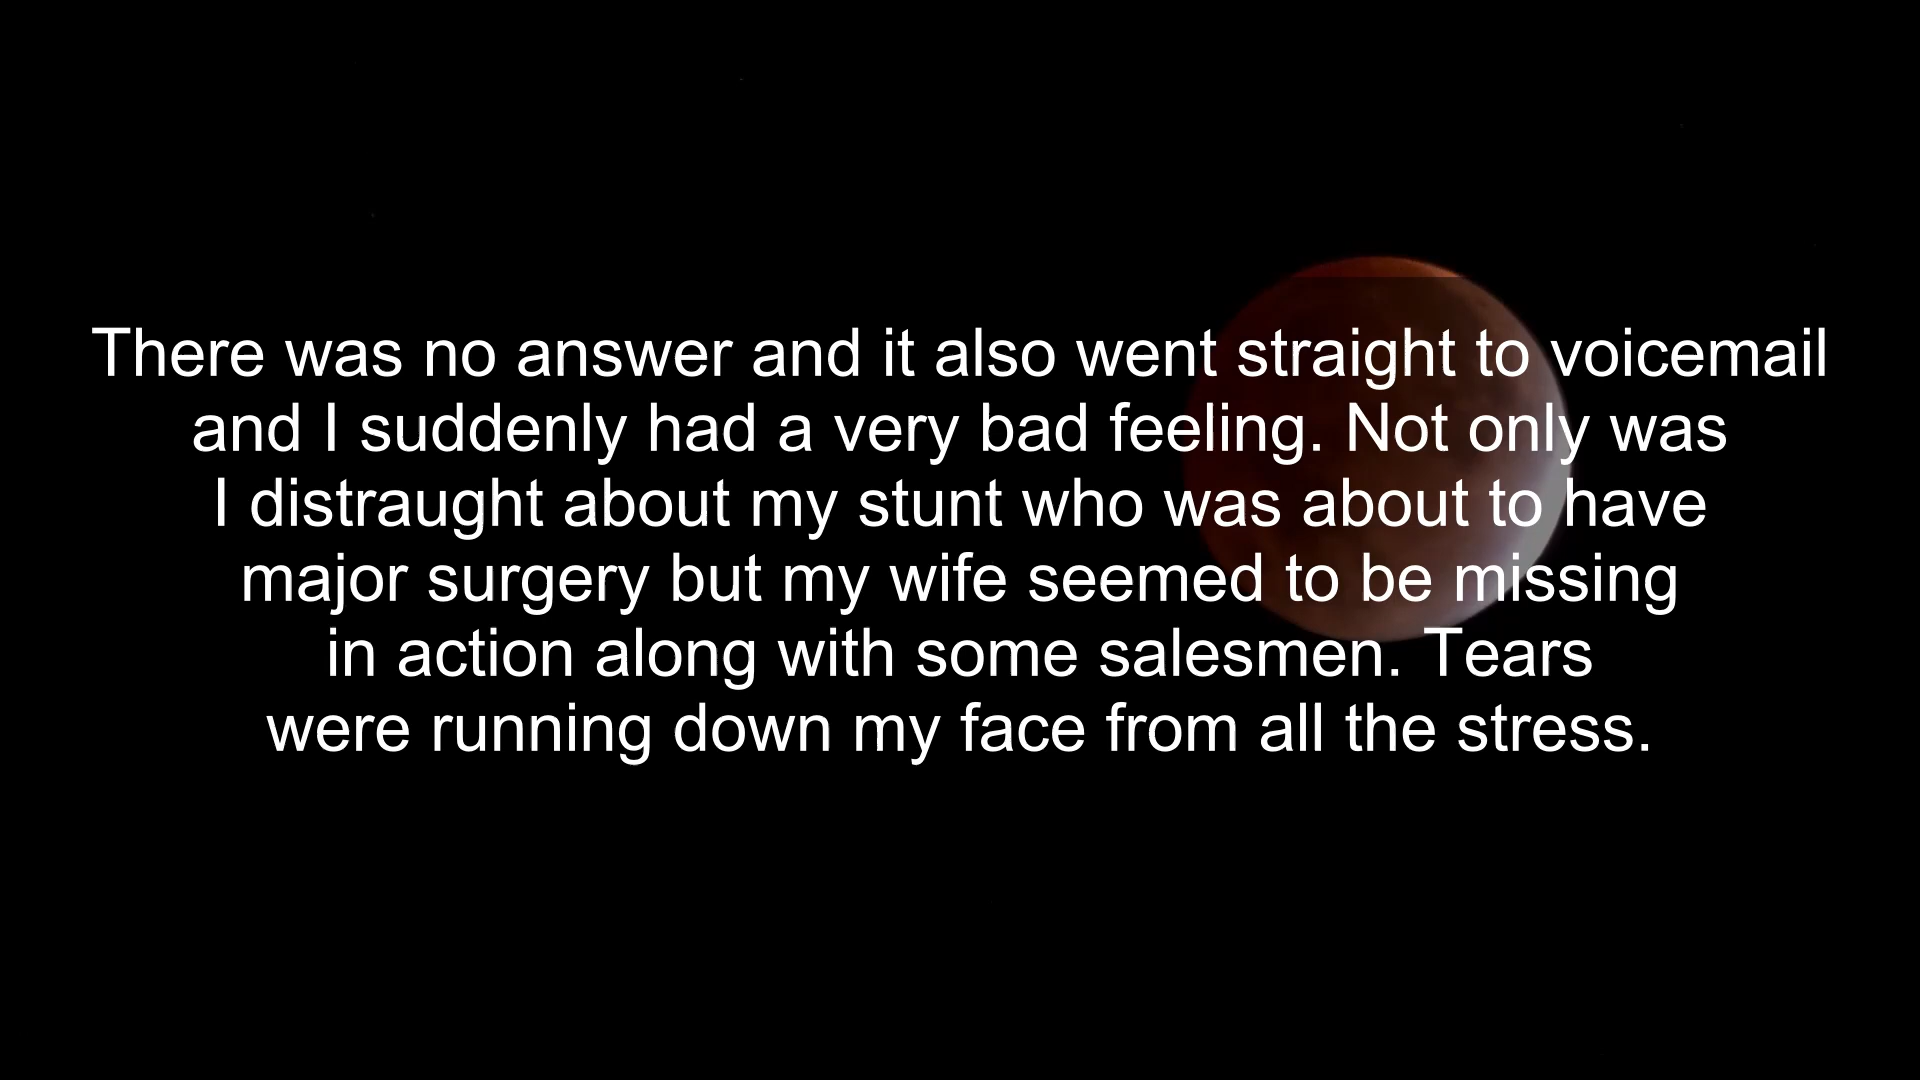 There was no answer and it also went straight to voicemail
and I suddenly had a very bad feeling. Not only was
I distraught about my stunt who was about to have
major surgery but my wife seemed to be missing
in action along with some salesmen. Tears
were running down my face from all the stress.